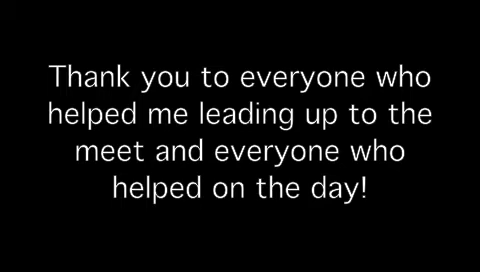 Thank you to everyone who
helped me leading up to the
meet and everyone who
helped on the day!